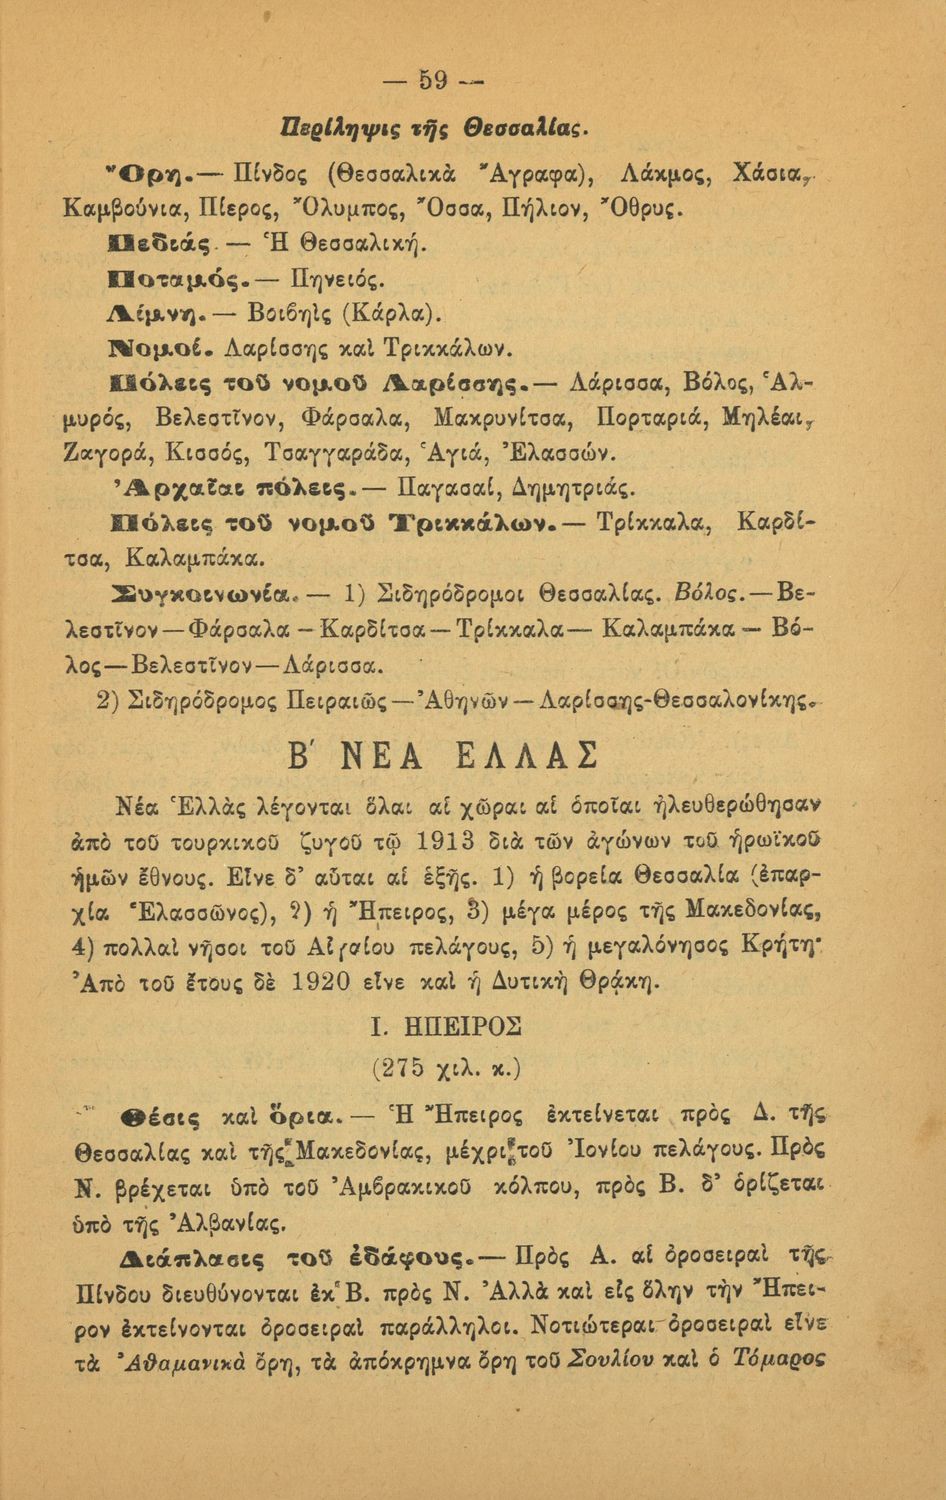 — 59 —
Περίληψις τῆς Θεσσαλίας.
Ὄρη.— Πίνδος (Θεσσαλικὰ Ἄγραφα), Λάκμος, Χάσια,
Καμβούνια, Πίερος, Ὄλυμπος, Ὄσσα, Πήλιον, Ὄθρυς.
Πεδιάς — Ἡ Θεσσαλική.
Ποταμός.— Πηνειός.
Λίμνη.— Βοιβηὶς (Κάρλα).
Νομοί. Λαρίσσης καὶ Τρικκάλων.
Πόλεις τοῦ νομοῦ Λαρίσσης.— Λάρισσα, Βόλος, Ἁλ-
μυρός, Βελεστῖνον, Φάρσαλα, Μακρυνίτσα, Πορταριά, Μηλέαι,
Ζαγορά, Κισσός, Τσαγγαράδα, Ἁγιά, Ἐλασσών.
Ἀρχαῖαι πόλεις.— Παγασαί, Δημητριάς.
Πόλεις τοῦ νομοῦ Τρικκάλων.— Τρίκκαλα, Καρδί-
τσα, Καλαμπάκα.
Συγκοινωνία.— 1) Σιδηρόδρομοι Θεσσαλίας. Βόλος.—Βε-
λεστῖνον—Φάρσαλα — Καρδίτσα—Τρίκκαλα— Καλαμπάκα — Βό-
λος—Βελεστῖνον—Λάρισσα.
2) Σιδηρόδρομος Πειραιῶς—Ἀθηνῶν—Λαρίσσης-Θεσσαλονίκης.
Β' ΝΕΑ ΕΛΛΑΣ
Νέα Ἑλλὰς λέγονται ὅλαι αἱ χῶραι αἱ ὁποῖαι ἠλευθερώθησαν
ἀπὸ τοῦ τουρκικοῦ ζυγοῦ τῷ 1913 διὰ τῶν ἀγώνων τοῦ ἡρωϊκοῦ
ἡμῶν ἔθνους. Εἶνε δ' αὗται αἱ ἑξῆς. 1) ἡ βορεία Θεσσαλία (ἐπαρ-
χία Ἐλασσῶνος), 2) ἡ Ἤπειρος, 3) μέγα μέρος τῆς Μακεδονίας,
4) πολλαὶ νῆσοι τοῦ Αἰγαίου πελάγους, 5) ἡ μεγαλόνησος Κρήτη·
Ἀπὸ τοῦ ἔτους δὲ 1920 εἶνε καὶ ἡ Δυτικὴ Θράκη.
Ι. ΗΠΕΙΡΟΣ
(275 χιλ. κ.)
Θέσις καὶ ὅρια.— Ἡ Ἤπειρος ἐκτείνεται πρὸς Δ. τῆς
Θεσσαλίας καὶ τῆς Μακεδονίας, μέχρι τοῦ Ἰονίου πελάγους. Πρὸς
Ν. βρέχεται ὑπὸ τοῦ Ἀμβρακικοῦ κόλπου, πρὸς Β. δ' ὁρίζεται
ὑπὸ τῆς Ἀλβανίας.
Διάπλασις τοῦ ἐδάφους.— Πρὸς Α. αἱ ὀροσειραὶ τῆς
Πίνδου διευθύνονται ἐκ Β. πρὸς Ν. Ἀλλὰ καὶ εἰς ὅλην τὴν Ἤπει-
ρον ἐκτείνονται ὀροσειραὶ παράλληλοι. Νοτιώτεραι ὀροσειραὶ εἶνε
τὰ Ἀθαμανικὰ ὄρη, τὰ ἀπόκρημνα ὄρη τοῦ Σουλίου καὶ ὁ Τόμαρος